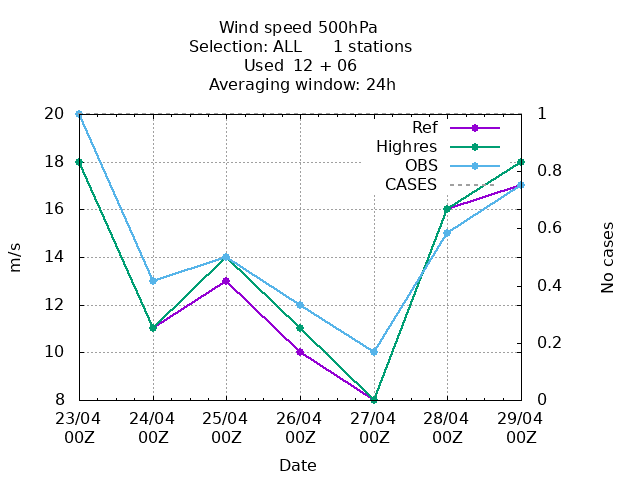 Wind speed 500hPa
Selection: ALL 1 stations
Used 12 + 06
Averaging window: 24h
20 1
Ref
Highres
18
OBS
0.8
CASES
16
0.6
14
m/s
No cases
12
0.4
10
0.2
8 0
23/04 24/04 25/04 26/04 27/04 28/04 29/04
00Z 00Z 00Z 00Z 00Z 00Z 00Z
Date